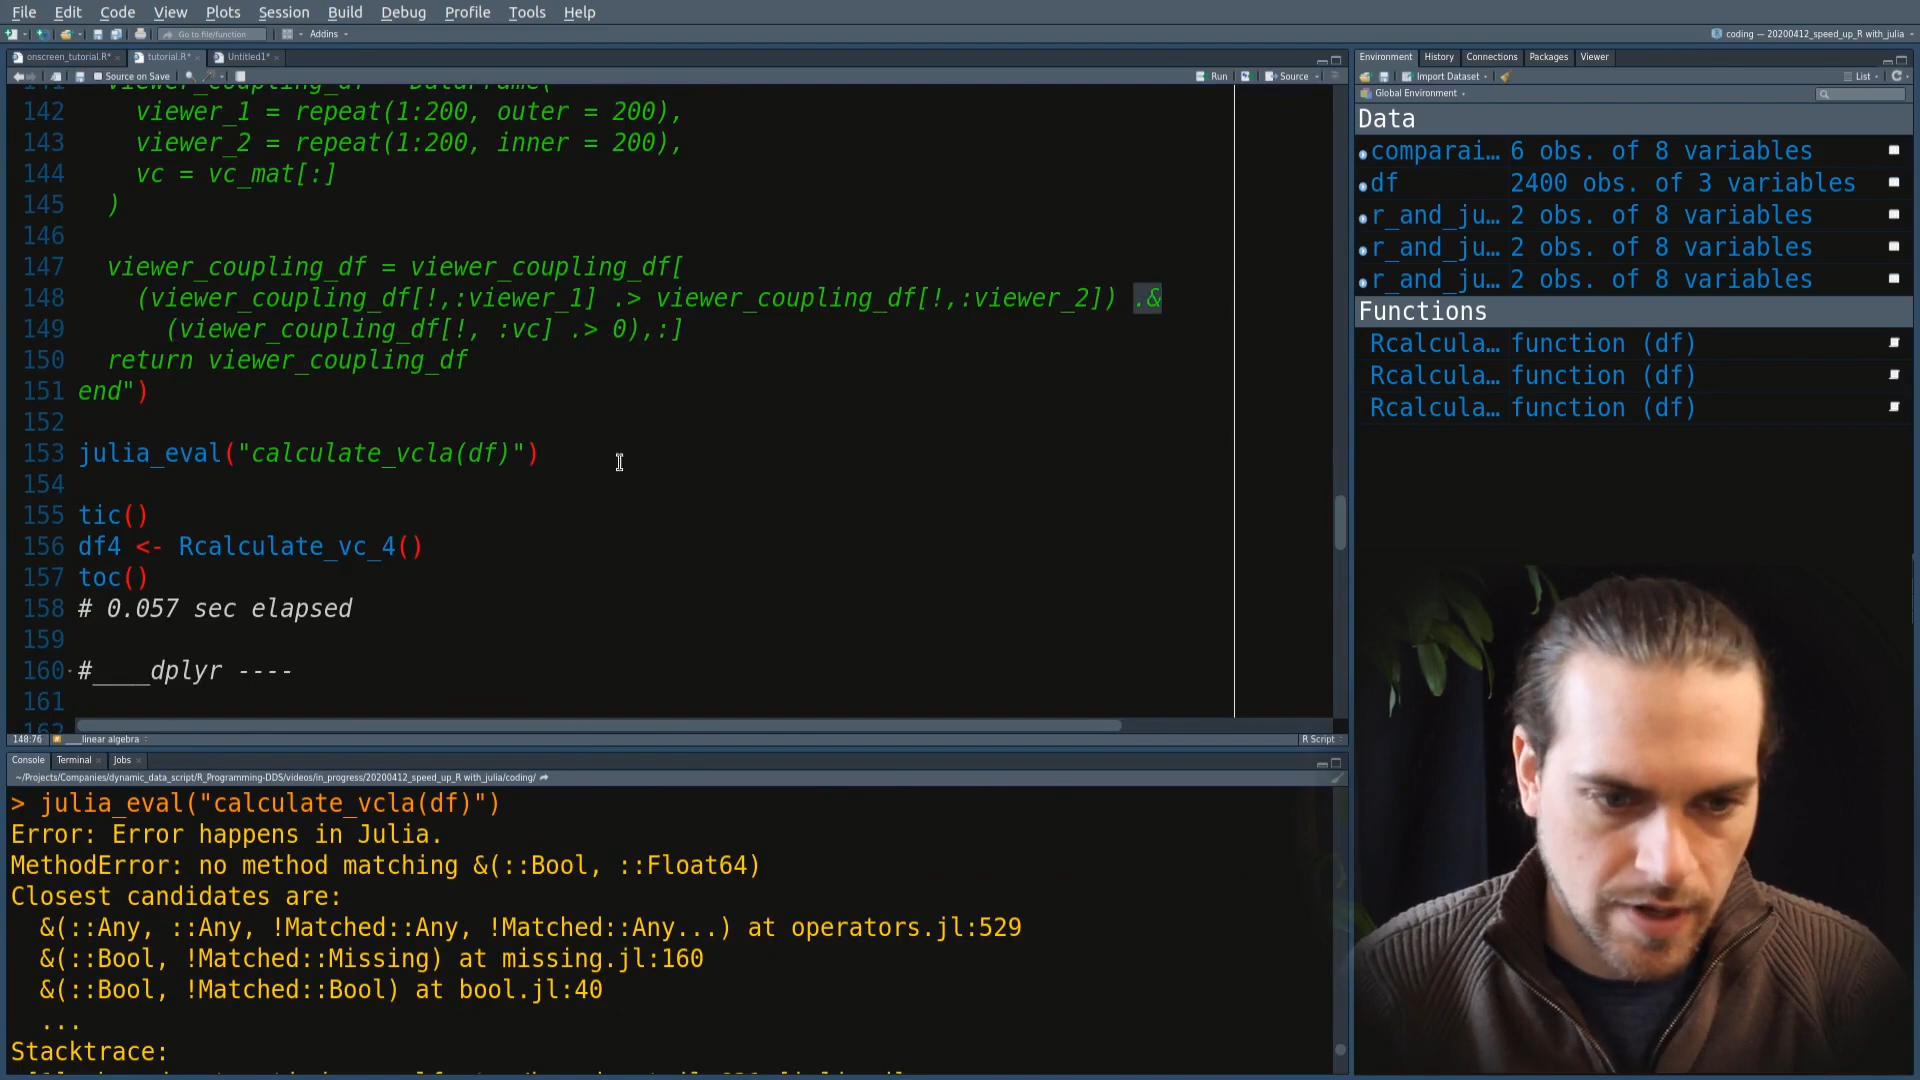 File Edit Code View Plots Session Build Debug Profile Tools Help
Go to file/function Addins
coding — 20200412_speed_up_R with_julia
onscreen_tutorial.R* tutorial.R* Untitled1*
Source on Save Run Source
142 viewer_1 = repeat(1:200, outer = 200),
143 viewer_2 = repeat(1:200, inner = 200),
144 vc = vc_mat[:]
145 )
146
147 viewer_coupling_df = viewer_coupling_df[
148 (viewer_coupling_df[!,:viewer_1] .> viewer_coupling_df[!,:viewer_2]) .&
149 (viewer_coupling_df[!, :vc] .> 0),:]
150 return viewer_coupling_df
151 end")
152
153 julia_eval("calculate_vcla(df)")
154
155 tic()
156 df4 <- Rcalculate_vc_4()
157 toc()
158 # 0.057 sec elapsed
159
160 #____dplyr ----
161
148:76 ___linear algebra R Script
Console Terminal Jobs
~/Projects/Companies/dynamic_data_script/R_Programming-DDS/videos/in_progress/20200412_speed_up_R with_julia/coding/
> julia_eval("calculate_vcla(df)")
Error: Error happens in Julia.
MethodError: no method matching &(::Bool, ::Float64)
Closest candidates are:
&(::Any, ::Any, !Matched::Any, !Matched::Any...) at operators.jl:529
&(::Bool, !Matched::Missing) at missing.jl:160
&(::Bool, !Matched::Bool) at bool.jl:40
...
Stacktrace:
Environment History Connections Packages Viewer
Import Dataset List
Global Environment
Data
comparai… 6 obs. of 8 variables
df 2400 obs. of 3 variables
r_and_ju… 2 obs. of 8 variables
r_and_ju… 2 obs. of 8 variables
r_and_ju… 2 obs. of 8 variables
Functions
Rcalcula… function (df)
Rcalcula… function (df)
Rcalcula… function (df)